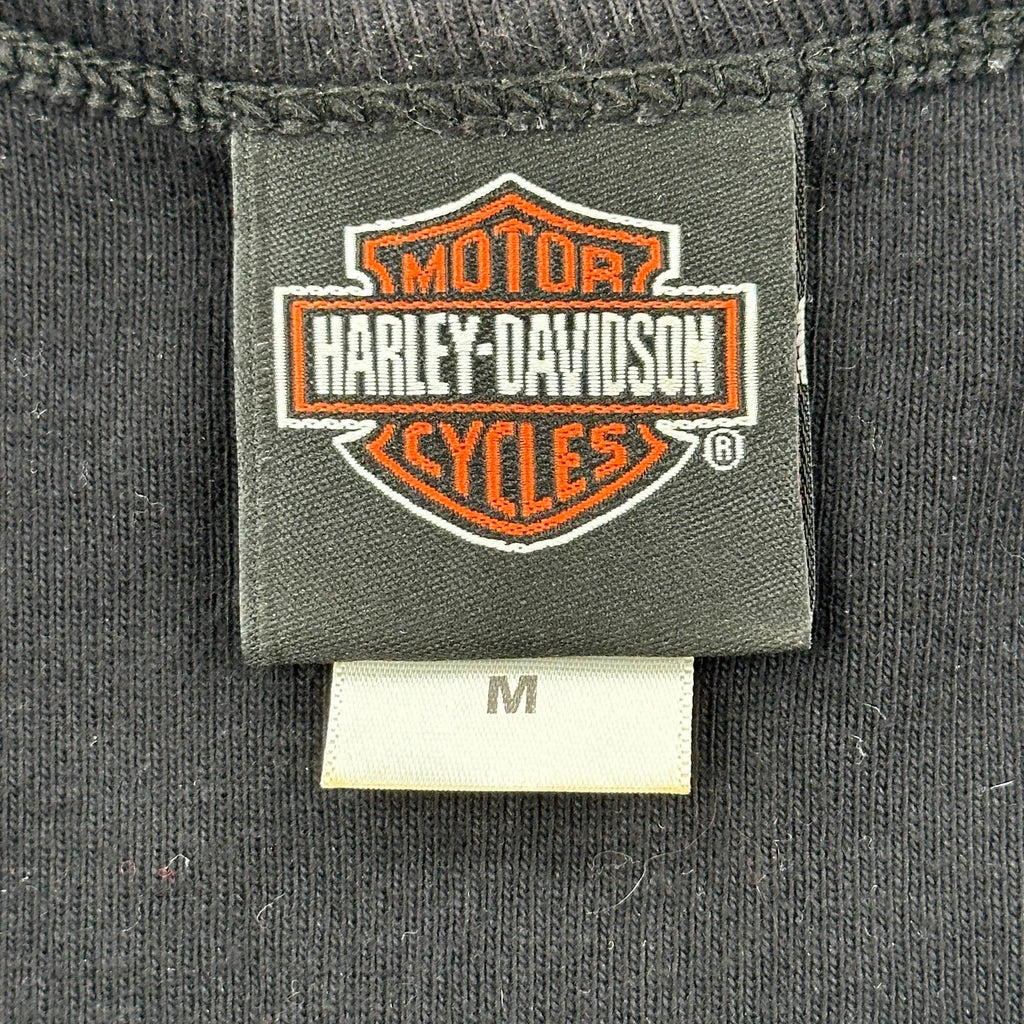 MOTOR
HARLEY-DAVIDSON
CYCLES
®
M